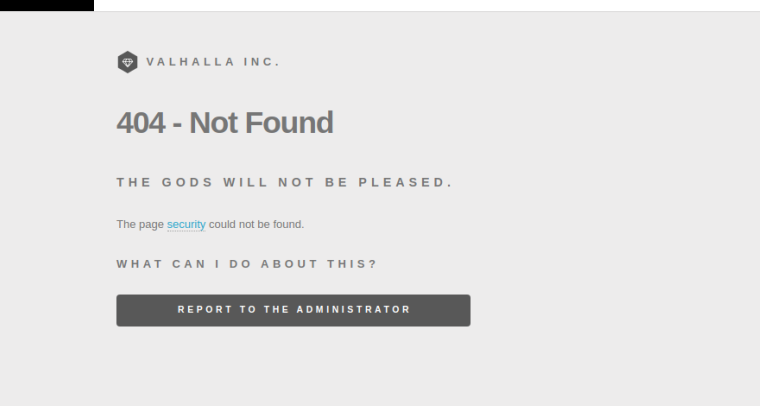 VALHALLA INC.
404 - Not Found
THE GODS WILL NOT BE PLEASED.
The page security could not be found.
WHAT CAN I DO ABOUT THIS?
REPORT TO THE ADMINISTRATOR